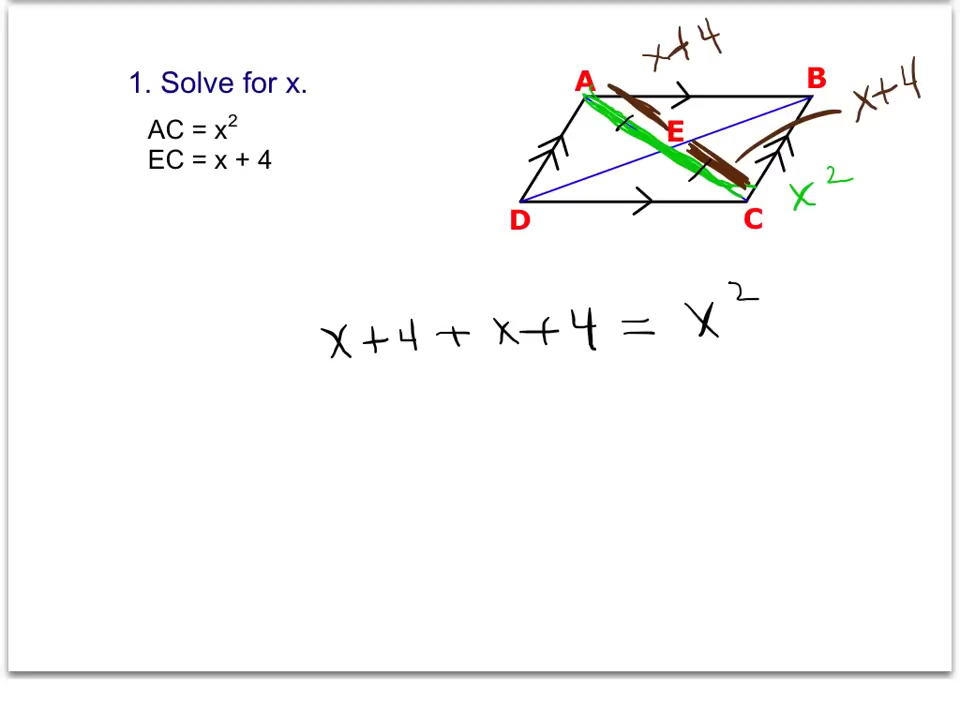 1. Solve for x.
AC = x²
EC = x + 4
x+4
A
B
x+4
E
x²
D
C
x+4 + x+4 = x²